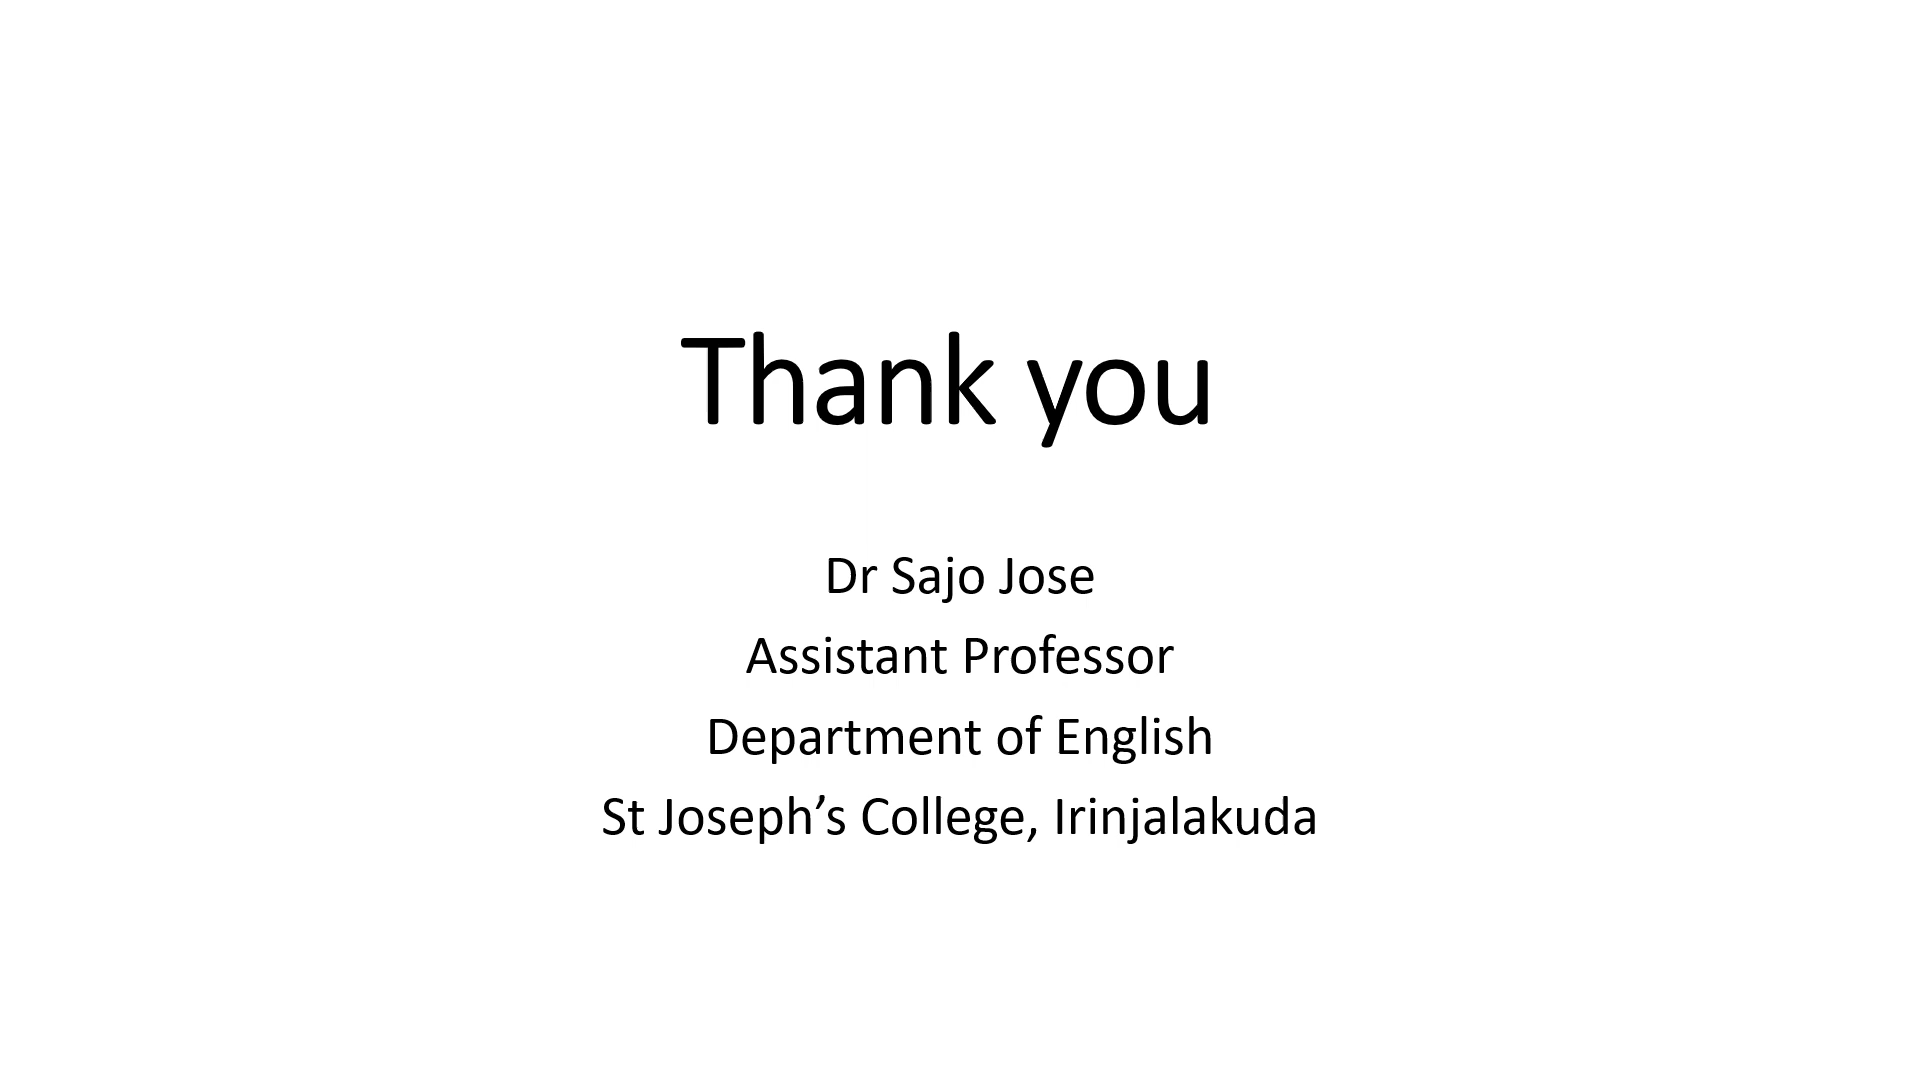 Thank you
Dr Sajo Jose
Assistant Professor
Department of English
St Joseph’s College, Irinjalakuda